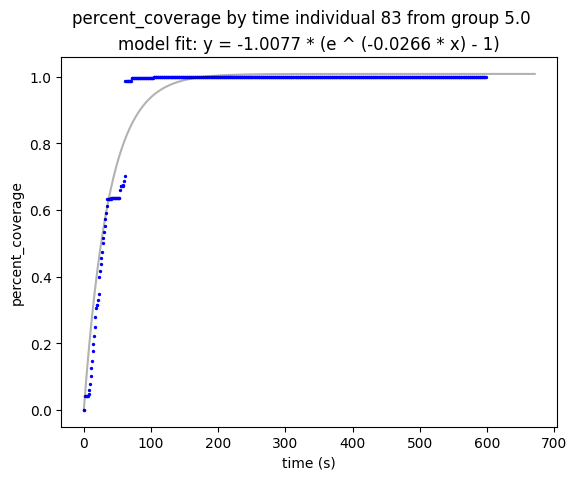 percent_coverage by time individual 83 from group 5.0
model fit: y = -1.0077 * (e ^ (-0.0266 * x) - 1)
percent_coverage
1.0
0.8
0.6
0.4
0.2
0.0
0 100 200 300 400 500 600 700
time (s)